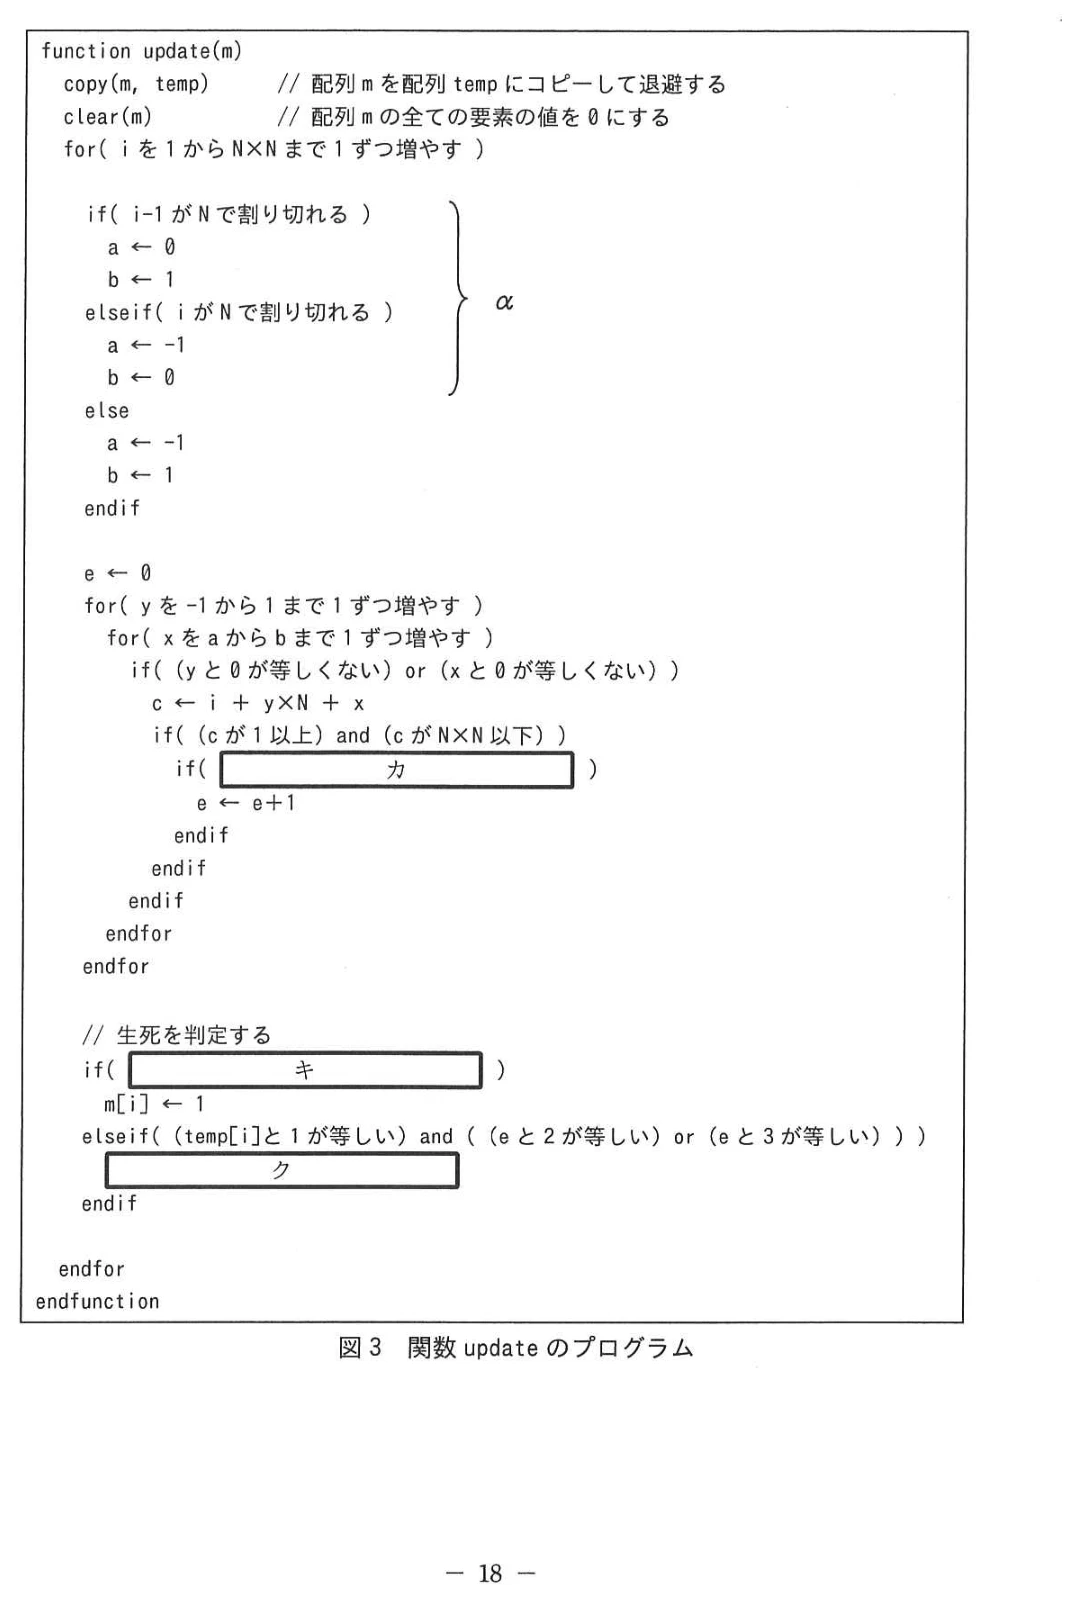 function update(m)
copy(m, temp) // 配列 m を配列 temp にコピーして退避する
clear(m) // 配列 m の全ての要素の値を 0 にする
for( i を 1 から N×N まで 1 ずつ増やす )
if( i-1 が N で割り切れる )
a ← 0
b ← 1
elseif( i が N で割り切れる )
α
a ← -1
b ← 0
else
a ← -1
b ← 1
endif
e ← 0
for( y を -1 から 1 まで 1 ずつ増やす )
for( x を a から b まで 1 ずつ増やす )
if( (y と 0 が等しくない) or (x と 0 が等しくない) )
c ← i + y×N + x
if( (c が 1 以上) and (c が N×N 以下) )
if( カ )
e ← e+1
endif
endif
endif
endfor
endfor
// 生死を判定する
if( キ )
m[i] ← 1
elseif( (temp[i]と 1 が等しい) and ( (e と 2 が等しい) or (e と 3 が等しい) ) )
ク
endif
endfor
endfunction
図 3 関数 update のプログラム
― 18 ―